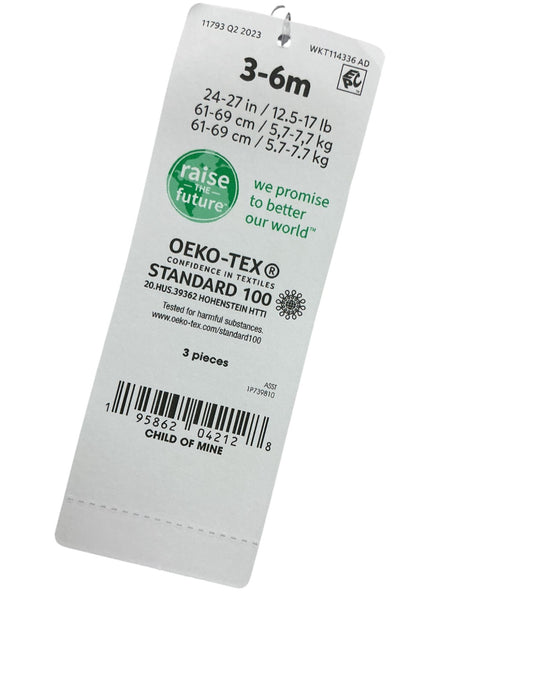 11793 Q2 2023
WKT114336 AD
3-6m
EPC
24-27 in / 12.5-17 lb
61-69 cm / 5,7-7,7 kg
61-69 cm / 5.7-7.7 kg
raise
THE
future™
we promise
to better
our world™
OEKO-TEX®
CONFIDENCE IN TEXTILES
STANDARD 100
20.HUS.39362 HOHENSTEIN HTTI
Tested for harmful substances.
www.oeko-tex.com/standard100
3 pieces
ASST
1P739810
1 95862 04212 8
CHILD OF MINE